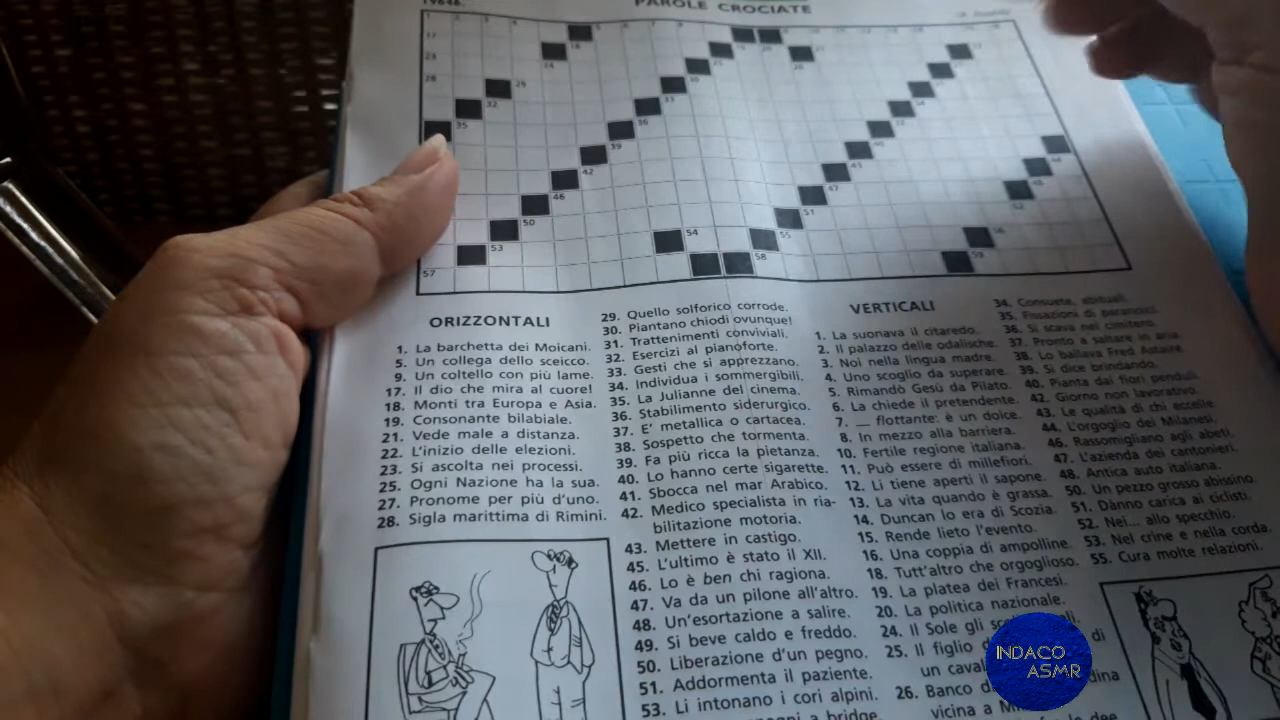 PAROLE CROCIATE
ORIZZONTALI
1. La barchetta dei Moicani.
5. Un collega dello sceicco.
9. Un coltello con più lame.
17. Il dio che mira al cuore!
18. Monti tra Europa e Asia.
19. Consonante bilabiale.
21. Vede male a distanza.
22. L'inizio delle elezioni.
23. Si ascolta nei processi.
25. Ogni Nazione ha la sua.
27. Pronome per più d'uno.
28. Sigla marittima di Rimini.
29. Quello solforico corrode.
30. Piantano chiodi ovunque!
31. Trattenimenti conviviali.
32. Esercizi al pianoforte.
33. Gesti che si apprezzano.
34. Individua i sommergibili.
35. La Julianne del cinema.
36. Stabilimento siderurgico.
37. E' metallica o cartacea.
38. Sospetto che tormenta.
39. Fa più ricca la pietanza.
40. Lo hanno certe sigarette.
41. Sbocca nel mar Arabico.
42. Medico specialista in ria-
bilitazione motoria.
43. Mettere in castigo.
45. L'ultimo è stato il XII.
46. Lo è ben chi ragiona.
47. Va da un pilone all'altro.
48. Un'esortazione a salire.
49. Si beve caldo e freddo.
50. Liberazione d'un pegno.
51. Addormenta il paziente.
53. Li intonano i cori alpini.
a bridge.
VERTICALI
1. La suonava il citaredo.
2. Il palazzo delle odalische.
3. Noi nella lingua madre.
4. Uno scoglio da superare.
5. Rimandò Gesù da Pilato.
6. La chiede il pretendente.
7. __ flottante: è un dolce.
8. In mezzo alla barriera.
10. Fertile regione italiana.
11. Può essere di millefiori.
12. Li tiene aperti il sapone.
13. La vita quando è grassa.
14. Duncan lo era di Scozia.
15. Rende lieto l'evento.
16. Una coppia di ampolline.
18. Tutt'altro che orgoglioso.
19. La platea dei Francesi.
20. La politica nazionale.
24. Il Sole gli
25. Il figlio di
un
26. Banco
vicina a
34. Consuete, abituali.
35. Fissazioni di paranoici.
36. Si scava nel cimitero.
37. Pronto a saltare in aria.
38. Lo ballava Fred Astaire.
39. Si dice brindando.
40. Pianta dai fiori penduli.
42. Giorno non lavorativo.
43. Le qualità di chi eccelle.
44. L'orgoglio dei Milanesi.
46. Rassomigliano agli abeti.
47. L'azienda dei cantonieri.
48. Antica auto italiana.
50. Un pezzo grosso abissino.
51. Dànno carica ai ciclisti.
52. Nei... allo specchio.
53. Nel crine e nella corda.
55. Cura molte relazioni.
INDACO
ASMR